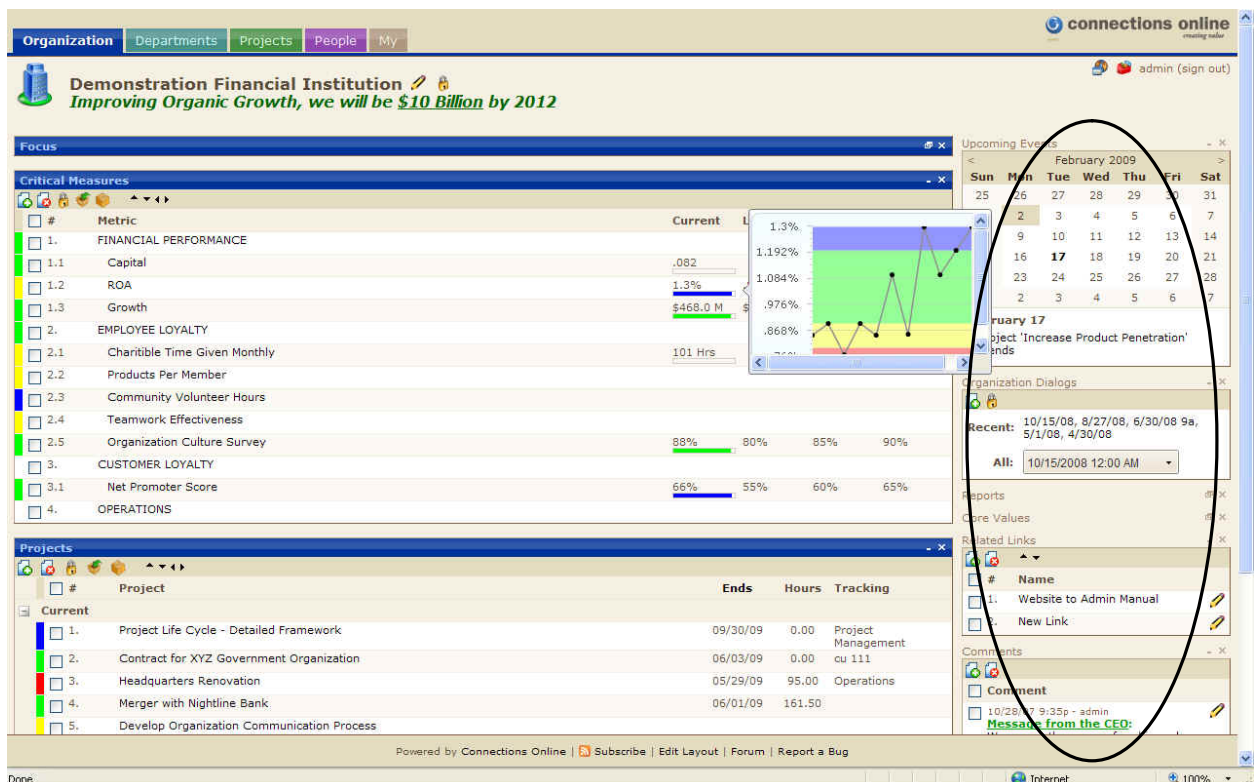 connections online
creating value
Organization Departments Projects People My
admin (sign out)
Demonstration Financial Institution
Improving Organic Growth, we will be $10 Billion by 2012
Focus
Critical Measures
# Metric Current
1. FINANCIAL PERFORMANCE
1.1 Capital .082
1.2 ROA 1.3%
1.3 Growth $468.0 M
2. EMPLOYEE LOYALTY
2.1 Charitible Time Given Monthly 101 Hrs
2.2 Products Per Member
2.3 Community Volunteer Hours
2.4 Teamwork Effectiveness
2.5 Organization Culture Survey 88% 80% 85% 90%
3. CUSTOMER LOYALTY
3.1 Net Promoter Score 66% 55% 60% 65%
4. OPERATIONS
1.3%
1.192%
1.084%
.976%
.868%
Projects
# Project Ends Hours Tracking
Current
1. Project Life Cycle - Detailed Framework 09/30/09 0.00 Project
Management
2. Contract for XYZ Government Organization 06/03/09 0.00 cu 111
3. Headquarters Renovation 05/29/09 95.00 Operations
4. Merger with Nightline Bank 06/01/09 161.50
5. Develop Organization Communication Process
Upcoming Events
< February 2009 >
Sun Mon Tue Wed Thu Fri Sat
25 26 27 28 29 30 31
2 3 4 5 6 7
9 10 11 12 13 14
16 17 18 19 20 21
23 24 25 26 27 28
2 3 4 5 6 7
17
'Increase Product Penetration'
Organization Dialogs
Recent: 10/15/08, 8/27/08, 6/30/08 9a,
5/1/08, 4/30/08
All: 10/15/2008 12:00 AM
Reports
Core Values
Related Links
# Name
1. Website to Admin Manual
2. New Link
Comments
Comment
10/28/07 9:35p - admin
Message from the CEO:
Powered by Connections Online | Subscribe | Edit Layout | Forum | Report a Bug
Done Internet 100%